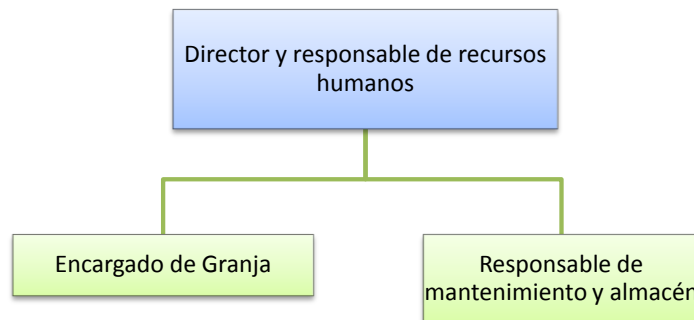 Director y responsable de recursos
humanos
Encargado de Granja
Responsable de
mantenimiento y almacén